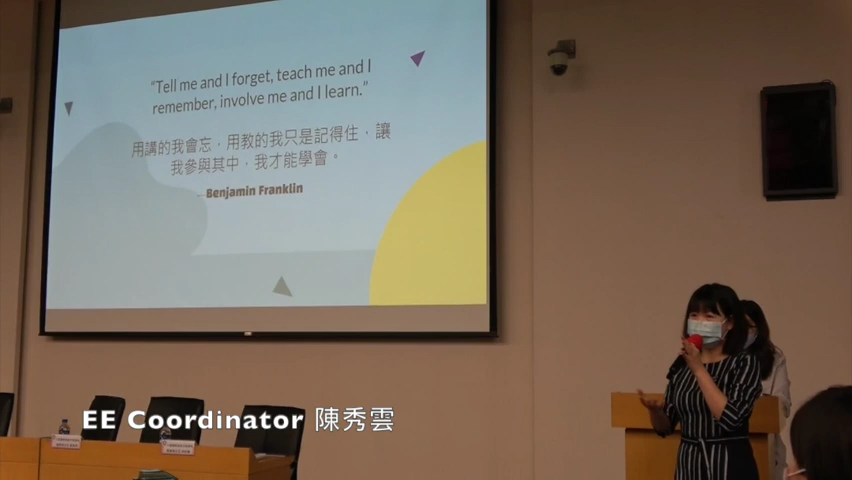 “Tell me and I forget, teach me and I
remember, involve me and I learn.”
用講的我會忘，用教的我只是記得住，讓
我參與其中，我才能學會。
—Benjamin Franklin
EE Coordinator 陳秀雲